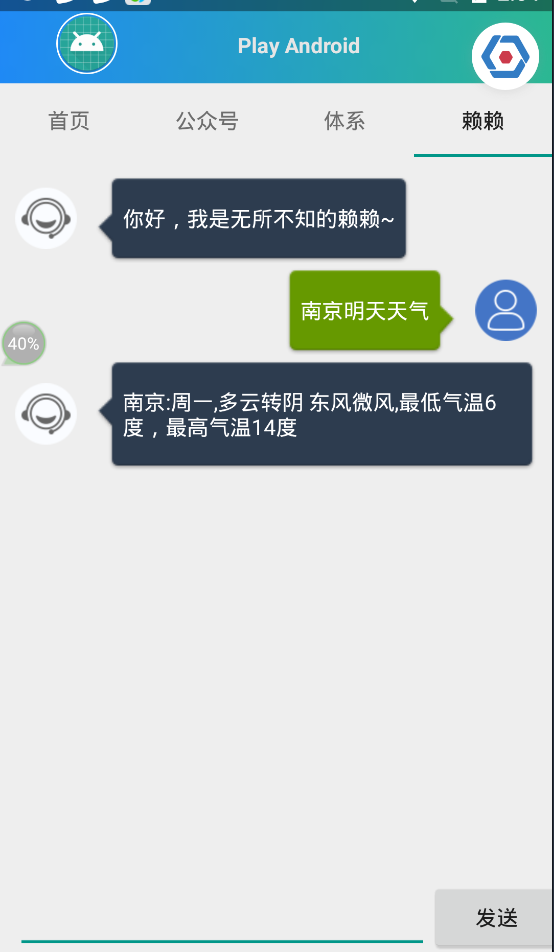 Play Android
首页 公众号 体系 赖赖
你好，我是无所不知的赖赖~
南京明天天气
40%
南京:周一,多云转阴 东风微风,最低气温6
度，最高气温14度
发送